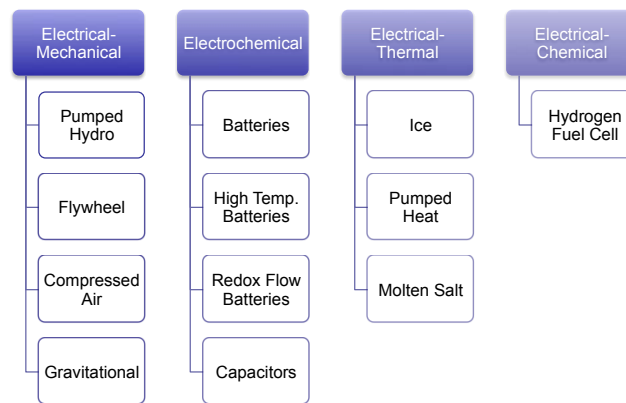 Electrical-
Mechanical
Pumped
Hydro
Flywheel
Compressed
Air
Gravitational
Electrochemical
Batteries
High Temp.
Batteries
Redox Flow
Batteries
Capacitors
Electrical-
Thermal
Ice
Pumped
Heat
Molten Salt
Electrical-
Chemical
Hydrogen
Fuel Cell